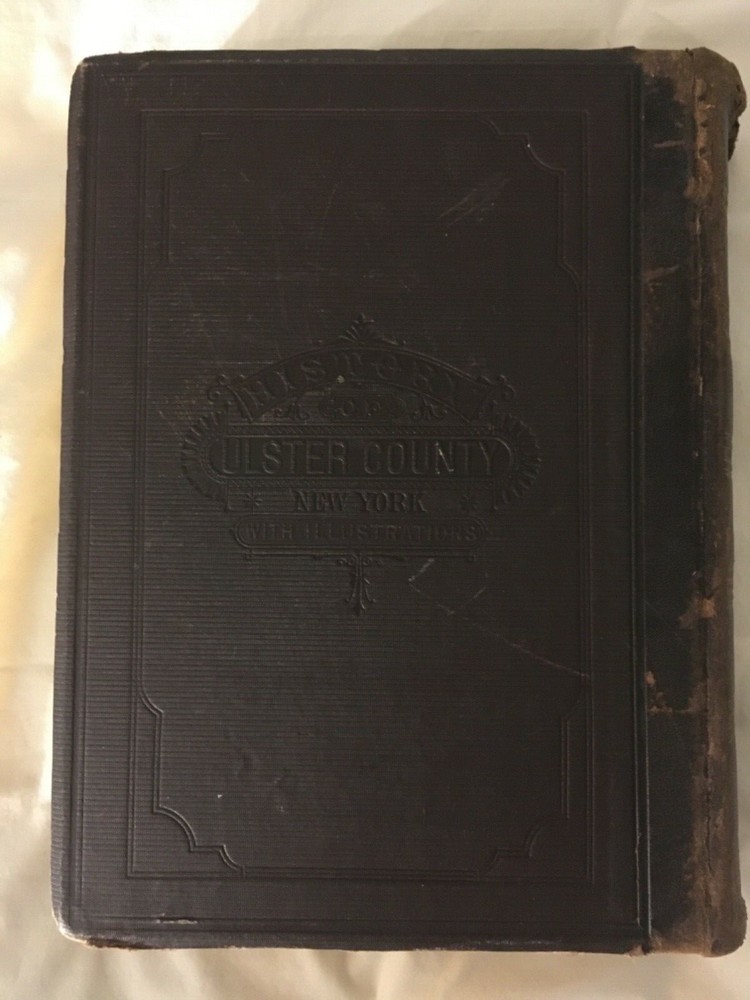 HISTORY
OF
ULSTER COUNTY
NEW YORK
WITH ILLUSTRATIONS